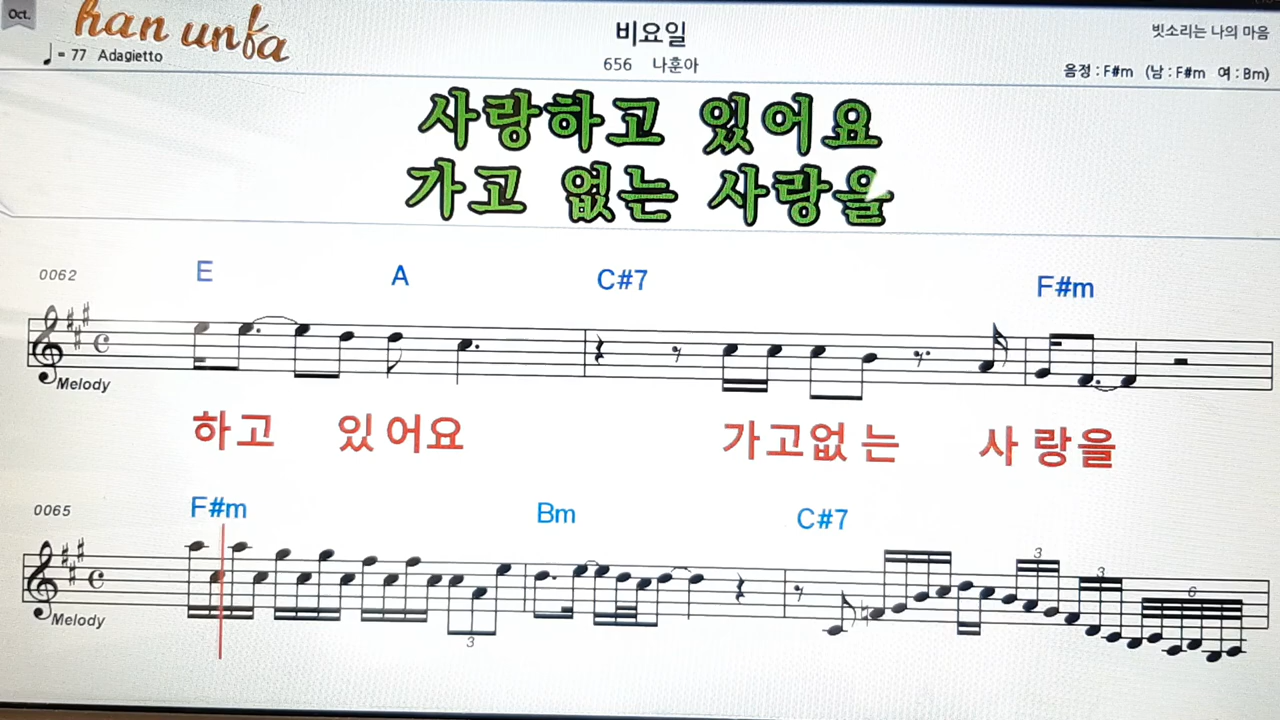 Oct.
han unfa
= 77 Adagietto
비요일
656 나훈아
빗소리는 나의 마음
음정 : F#m (남 : F#m 여 : Bm)
사랑하고 있어요
가고 없는 사랑을
0062 E A C#7 F#m
Melody
하고 있어요 가고없는 사랑을
0065 F#m Bm C#7
3 3 6
Melody
3